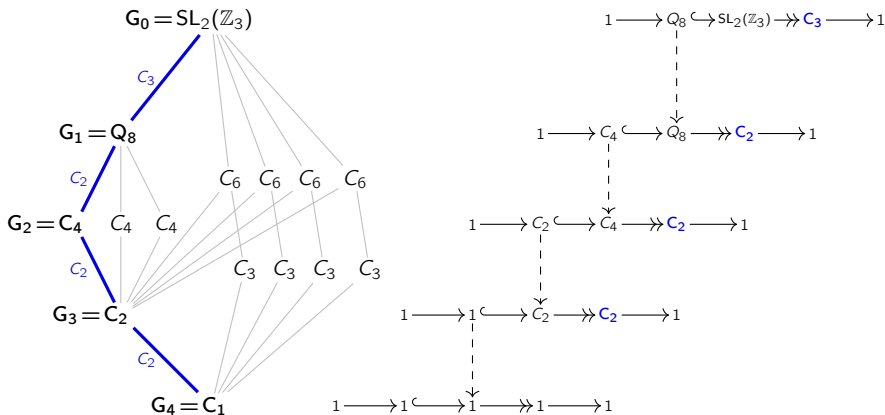 G₀ = SL₂(ℤ₃)
C₃
G₁ = Q₈
C₂
C₆ C₆ C₆ C₆
G₂ = C₄ C₄ C₄
C₂
C₃ C₃ C₃ C₃
G₃ = C₂
C₂
G₄ = C₁
1 Q₈ SL₂(ℤ₃) C₃ 1
1 C₄ Q₈ C₂ 1
1 C₂ C₄ C₂ 1
1 1 C₂ C₂ 1
1 1 1 1 1